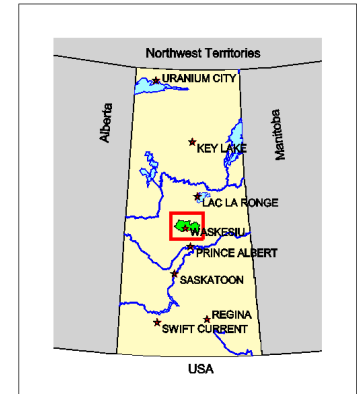 Northwest Territories
URANIUM CITY
Alberta
Manitoba
KEY LAKE
LAC LA RONGE
WASKESIU
PRINCE ALBERT
SASKATOON
REGINA
SWIFT CURRENT
USA